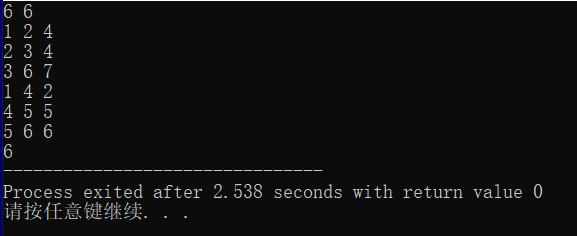 6 6
1 2 4
2 3 4
3 6 7
1 4 2
4 5 5
5 6 6
6
--------------------------------
Process exited after 2.538 seconds with return value 0
请按任意键继续. . .